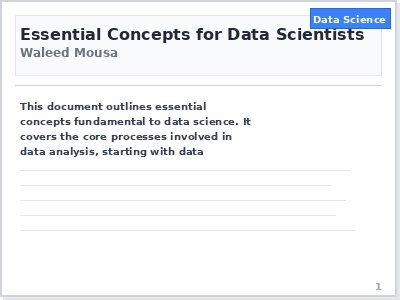 Data Science
Essential Concepts for Data Scientists
Waleed Mousa
This document outlines essential
concepts fundamental to data science. It
covers the core processes involved in
data analysis, starting with data
1